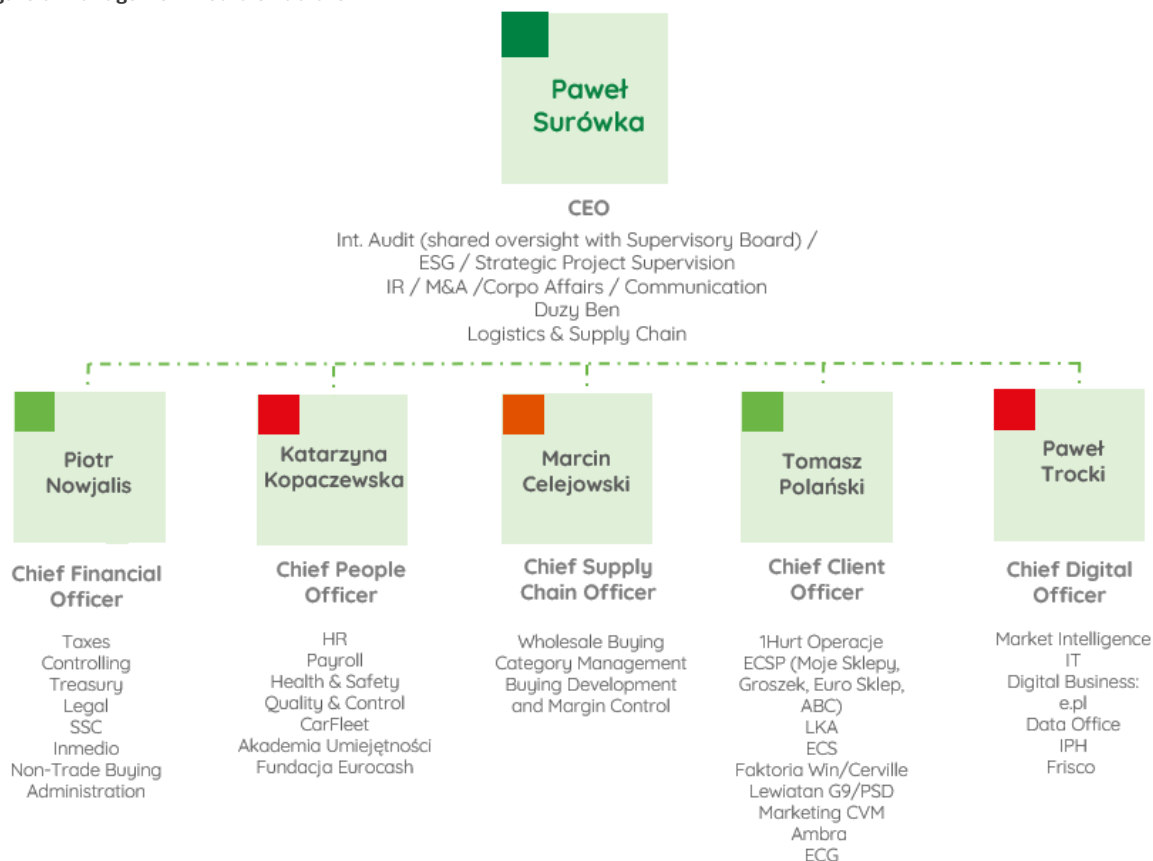 Paweł
Surówka
CEO
Int. Audit (shared oversight with Supervisory Board) /
ESG / Strategic Project Supervision
IR / M&A /Corpo Affairs / Communication
Duzy Ben
Logistics & Supply Chain
Piotr
Nowjalis
Chief Financial
Officer
Taxes
Controlling
Treasury
Legal
SSC
Inmedio
Non-Trade Buying
Administration
Katarzyna
Kopaczewska
Chief People
Officer
HR
Payroll
Health & Safety
Quality & Control
CarFleet
Akademia Umiejętności
Fundacja Eurocash
Marcin
Celejowski
Chief Supply
Chain Officer
Wholesale Buying
Category Management
Buying Development
and Margin Control
Tomasz
Polański
Chief Client
Officer
1Hurt Operacje
ECSP (Moje Sklepy,
Groszek, Euro Sklep,
ABC)
LKA
ECS
Faktoria Win/Cerville
Lewiatan G9/PSD
Marketing CVM
Ambra
ECG
Paweł
Trocki
Chief Digital
Officer
Market Intelligence
IT
Digital Business:
e.pl
Data Office
IPH
Frisco